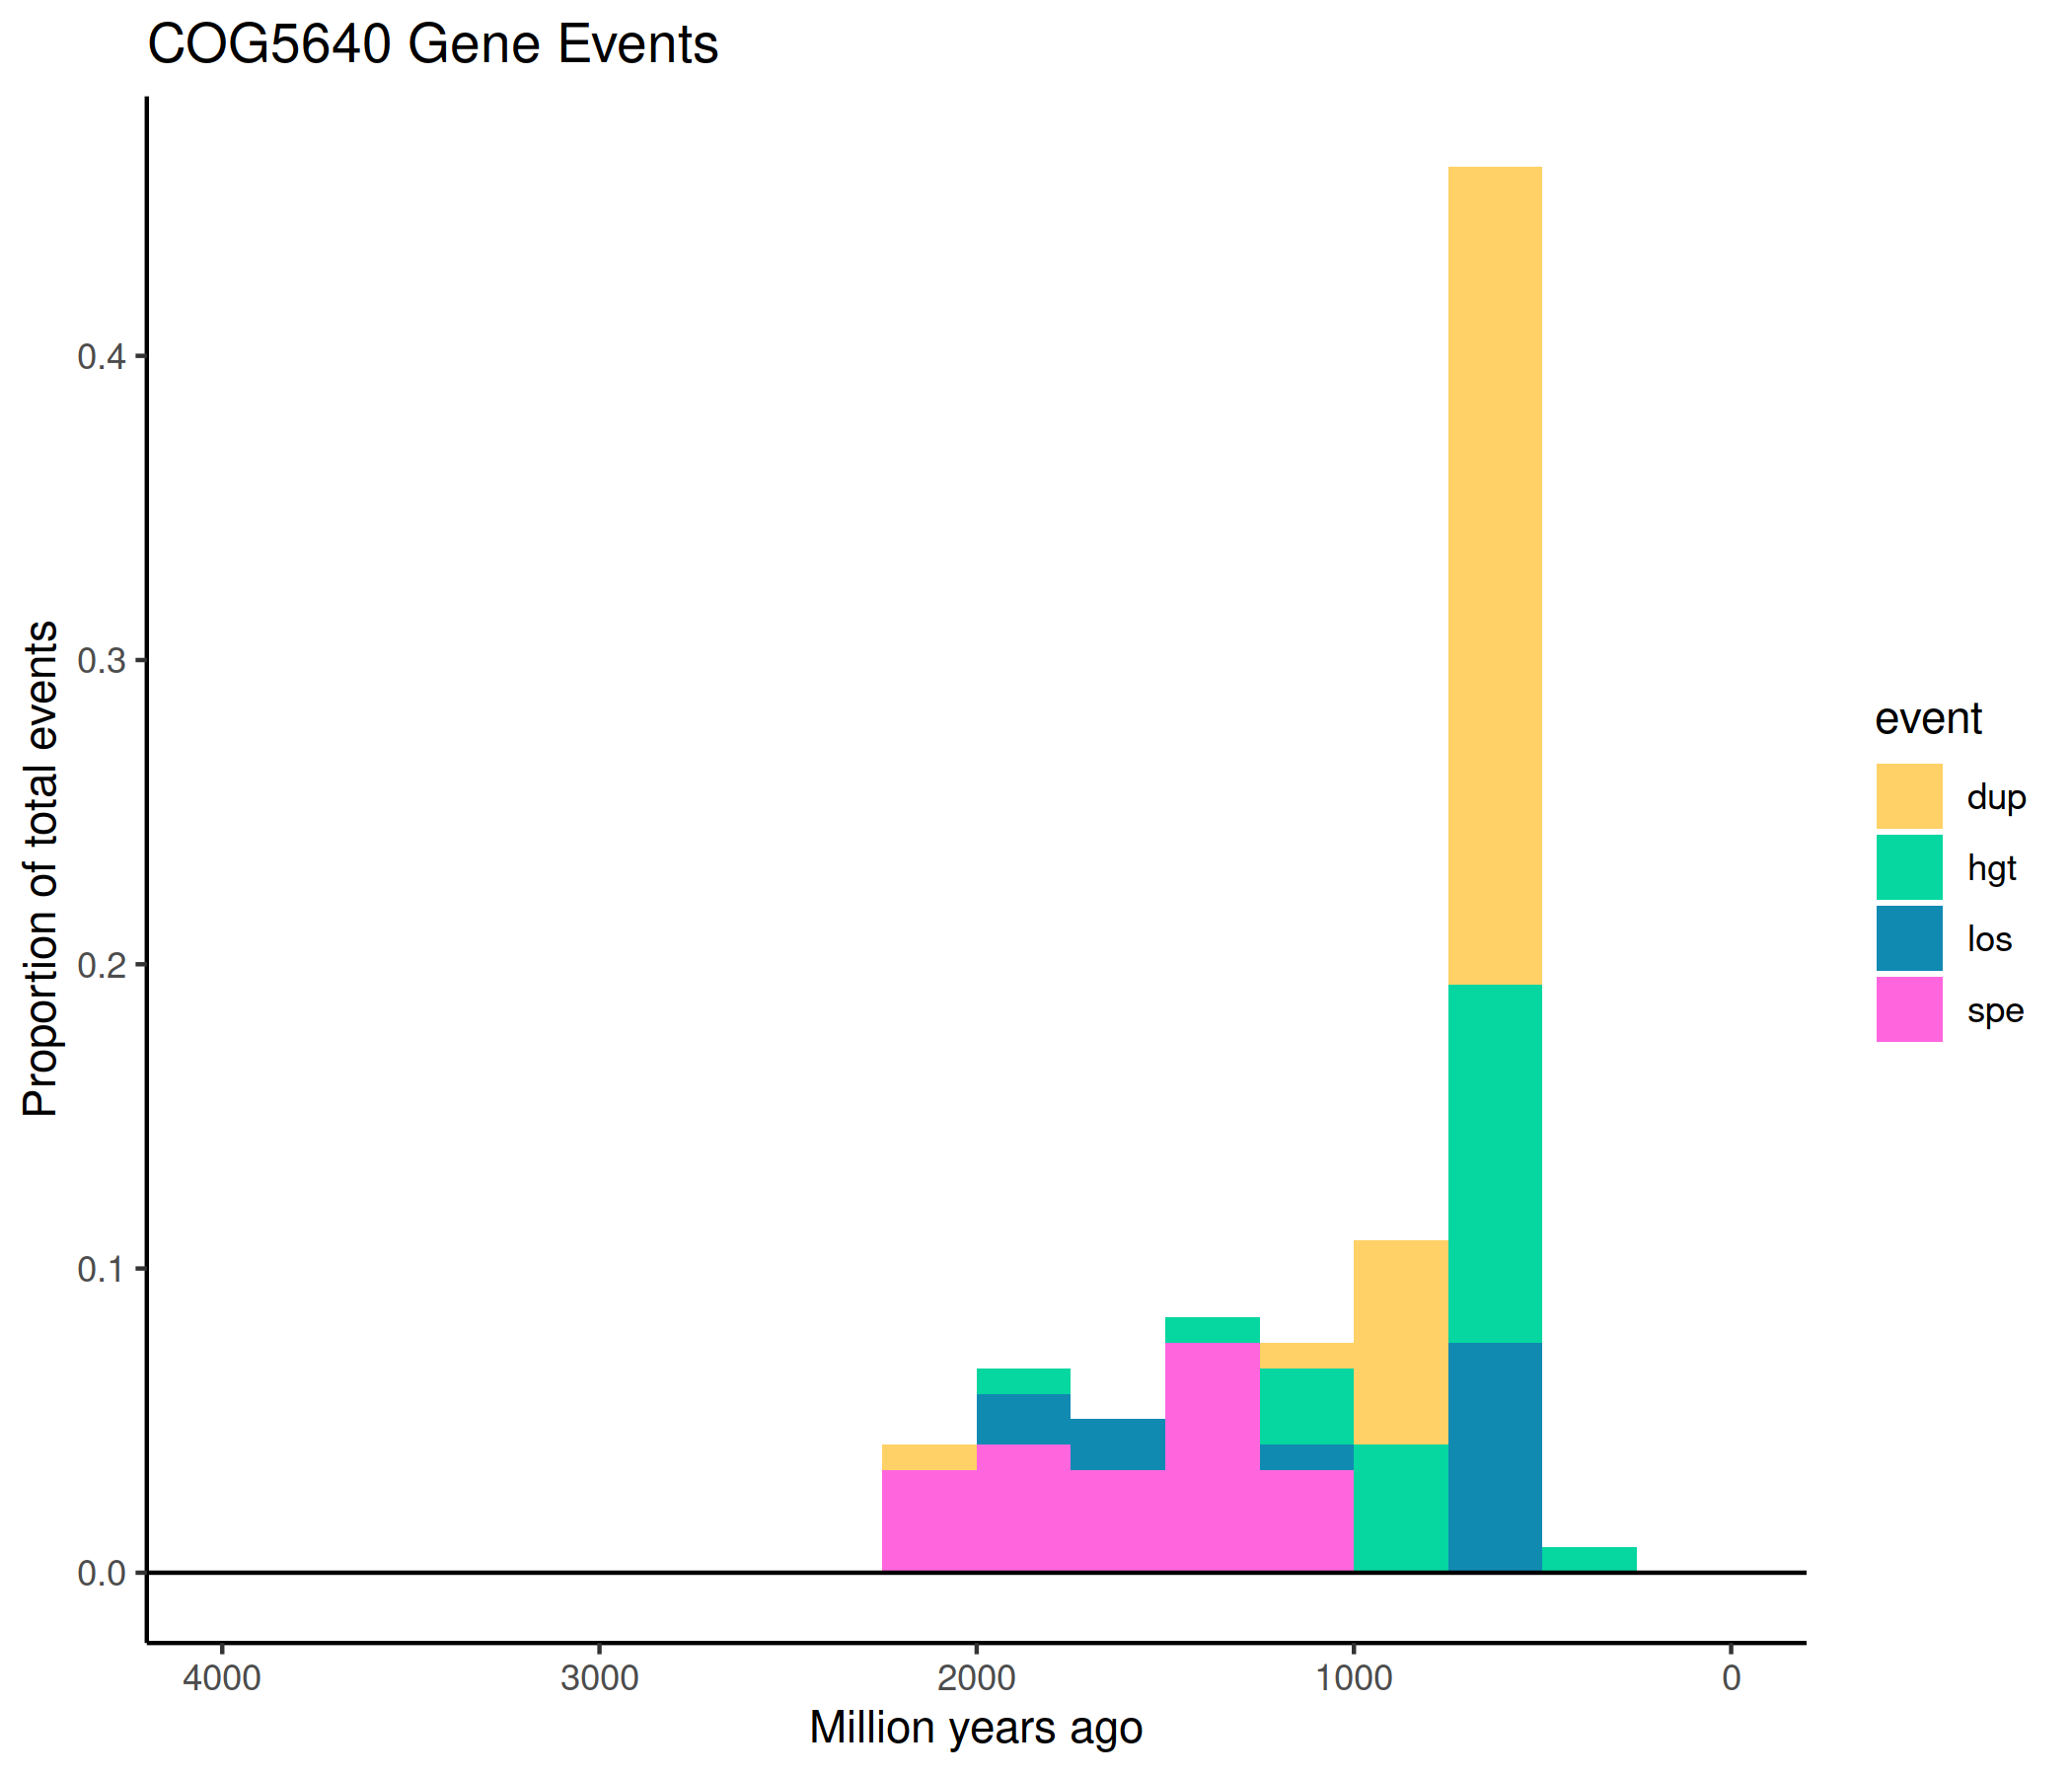 COG5640 Gene Events
Proportion of total events
0.4
0.3
0.2
0.1
0.0
4000 3000 2000 1000 0
Million years ago
event
dup
hgt
los
spe